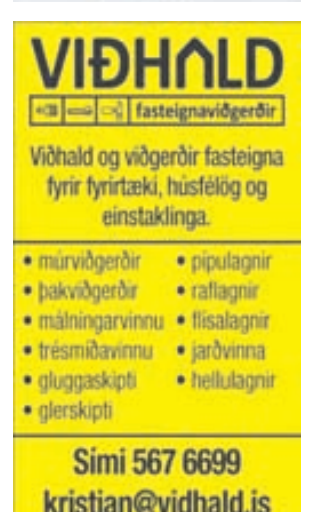 VIÐHALD
fasteignaviðgerðir
Viðhald og viðgerðir fasteigna
fyrir fyrirtæki, húsfélög og
einstaklinga.
• múrviðgerðir
• þakviðgerðir
• málningarvinnu
• trésmíðavinnu
• gluggaskipti
• glerskipti
• pípulagnir
• raflagnir
• flísalagnir
• jarðvinna
• hellulagnir
Sími 567 6699
kristjan@vidhald.is